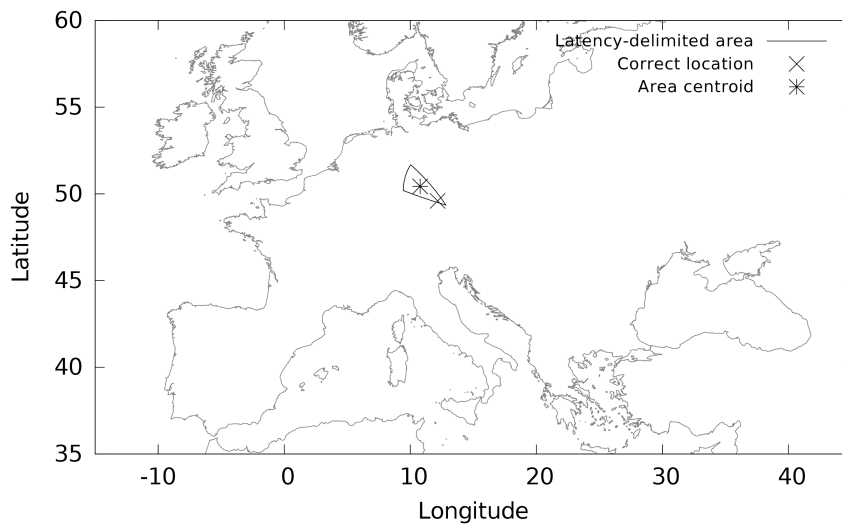 60
55
50
45
40
35
Latitude
Latency-delimited area
Correct location
Area centroid
-10 0 10 20 30 40
Longitude